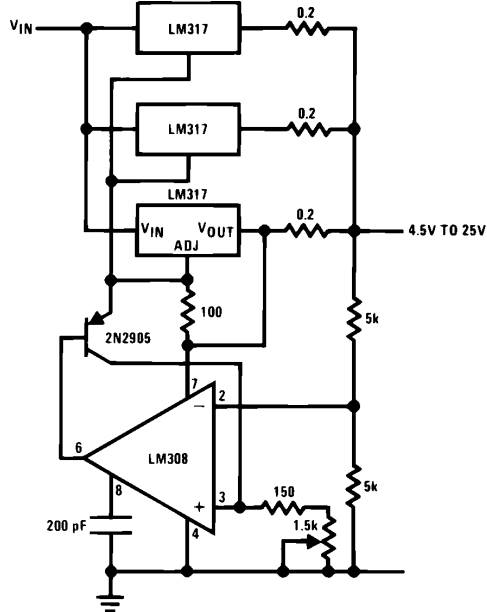 LM317
0.2
VIN
LM317
0.2
LM317
VIN
VOUT
ADJ
0.2
4.5V TO 25V
100
2N2905
5k
7
2
−
6
LM308
8
+
3
150
5k
4
1.5k
200 pF